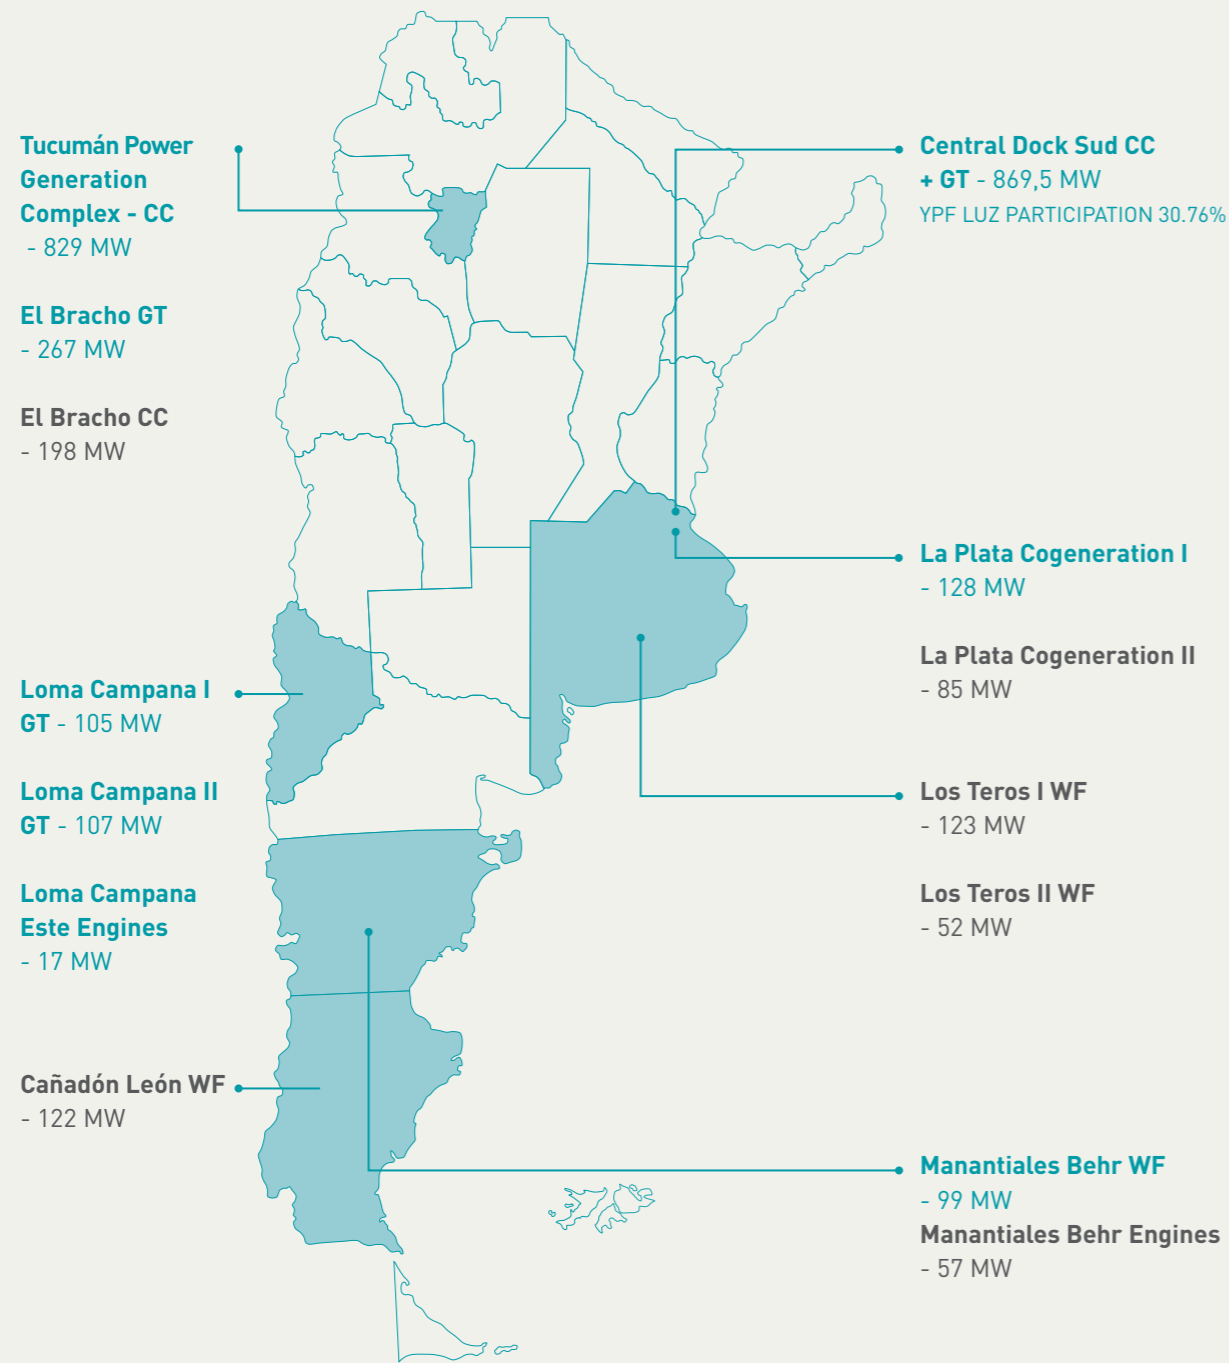 Tucumán Power
Generation
Complex - CC
- 829 MW
El Bracho GT
- 267 MW
El Bracho CC
- 198 MW
Loma Campana I
GT - 105 MW
Loma Campana II
GT - 107 MW
Loma Campana
Este Engines
- 17 MW
Cañadón León WF
- 122 MW
Central Dock Sud CC
+ GT - 869,5 MW
YPF LUZ PARTICIPATION 30.76%
La Plata Cogeneration I
- 128 MW
La Plata Cogeneration II
- 85 MW
Los Teros I WF
- 123 MW
Los Teros II WF
- 52 MW
Manantiales Behr WF
- 99 MW
Manantiales Behr Engines
- 57 MW